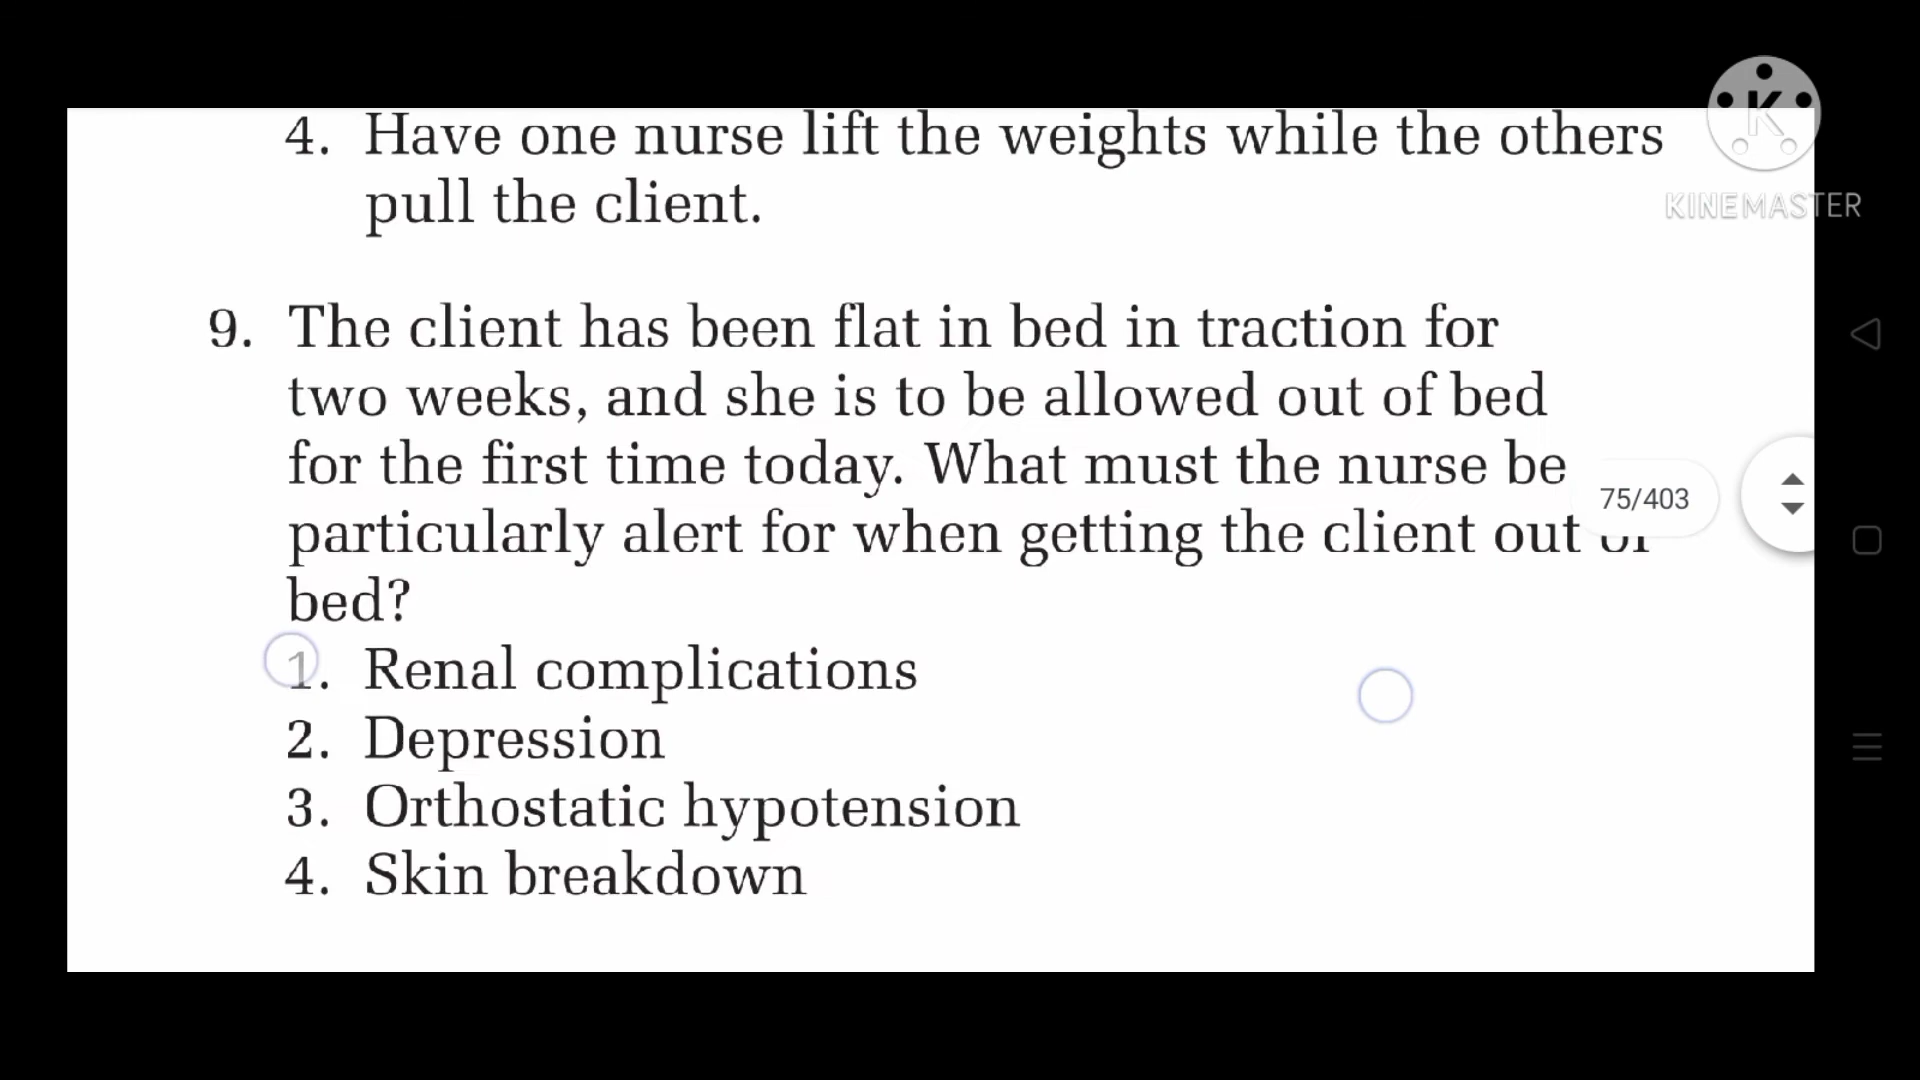 4. Have one nurse lift the weights while the others
pull the client.
K
KINEMASTER
9. The client has been flat in bed in traction for
two weeks, and she is to be allowed out of bed
for the first time today. What must the nurse be
75/403
particularly alert for when getting the client out of
bed?
1. Renal complications
2. Depression
3. Orthostatic hypotension
4. Skin breakdown